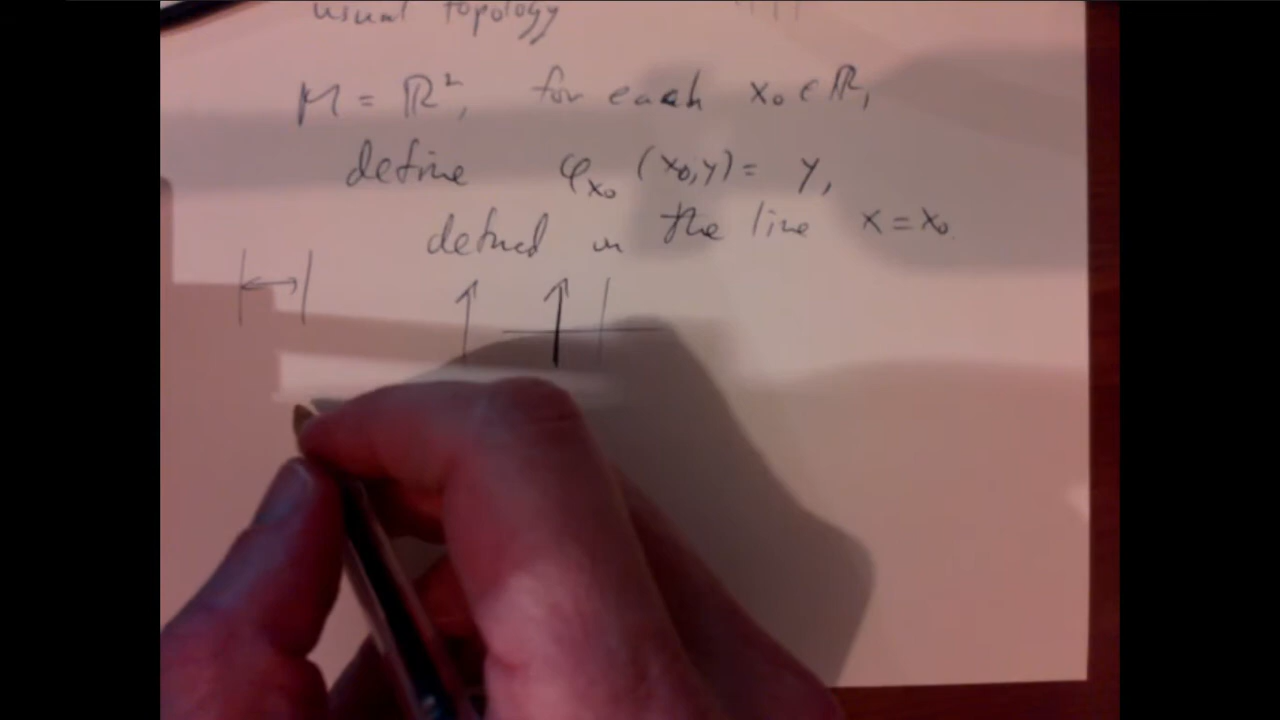 usual topology
M = ℝ², for each x₀ ∈ ℝ,
define φₓ₀ (x₀,y) = y,
defined on the line x = x₀.